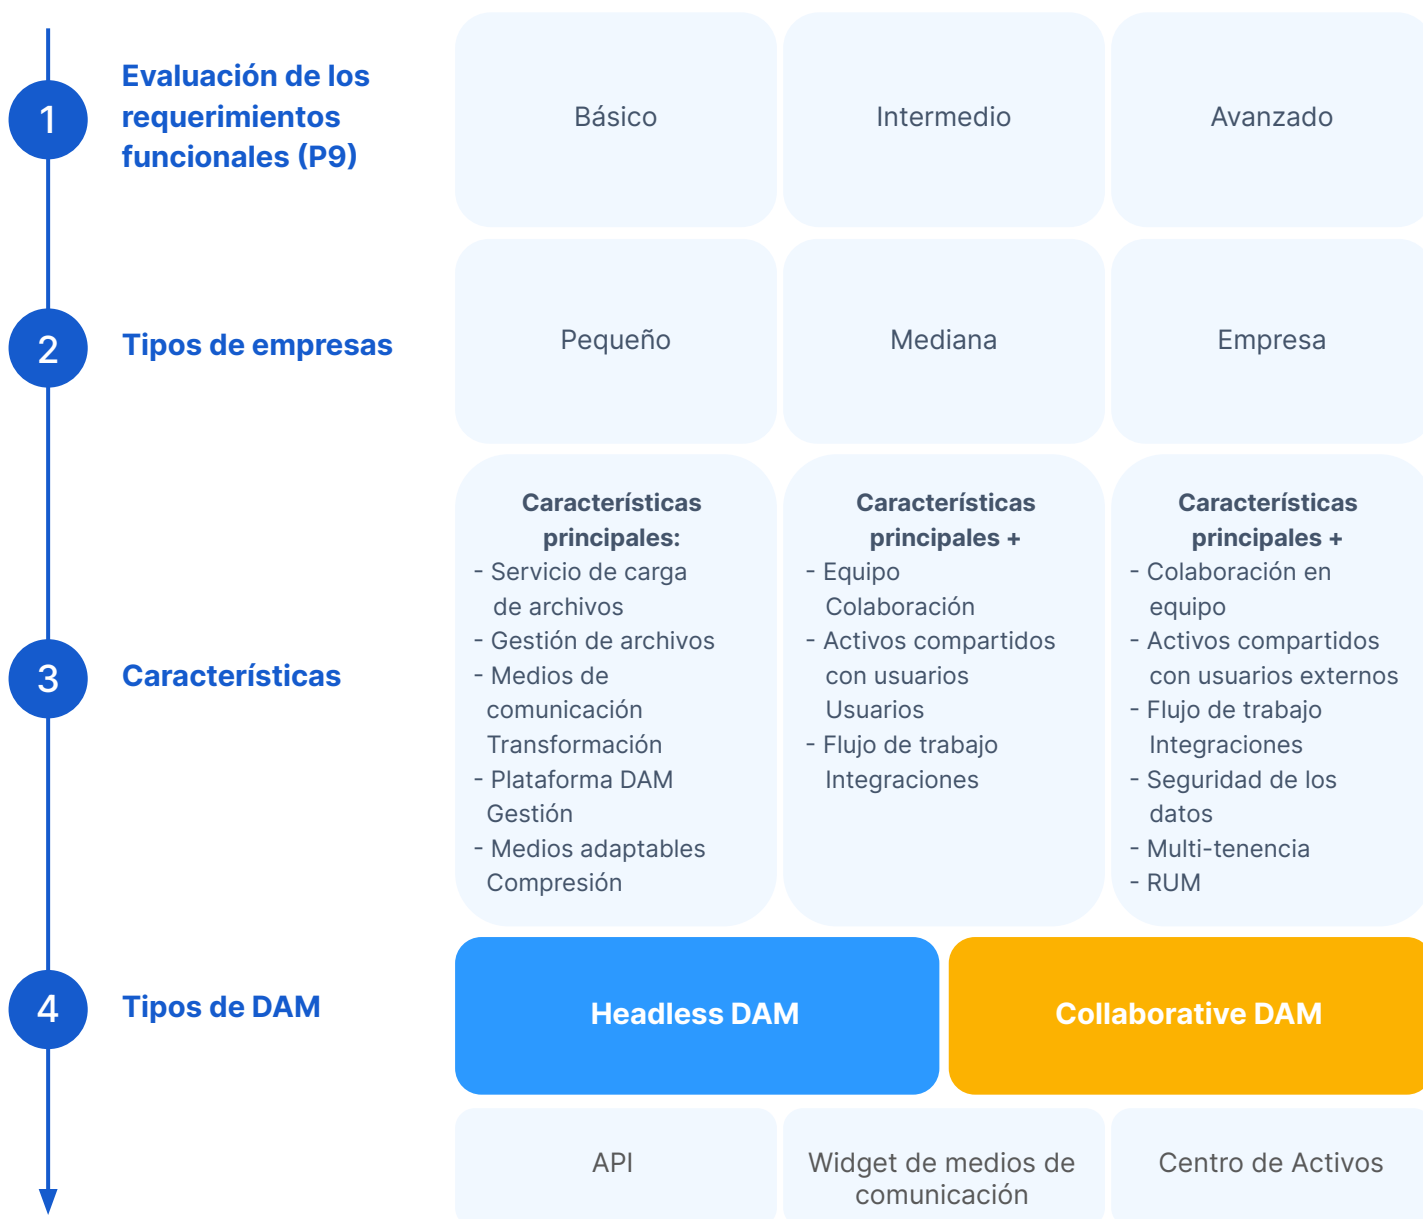 1
Evaluación de los
requerimientos
funcionales (P9)
Básico
Intermedio
Avanzado
2
Tipos de empresas
Pequeño
Mediana
Empresa
3
Características
Características
principales:
- Servicio de carga
de archivos
- Gestión de archivos
- Medios de
comunicación
Transformación
- Plataforma DAM
Gestión
- Medios adaptables
Compresión
Características
principales +
- Equipo
Colaboración
- Activos compartidos
con usuarios
Usuarios
- Flujo de trabajo
Integraciones
Características
principales +
- Colaboración en
equipo
- Activos compartidos
con usuarios externos
- Flujo de trabajo
Integraciones
- Seguridad de los
datos
- Multi-tenencia
- RUM
4
Tipos de DAM
Headless DAM
Collaborative DAM
API
Widget de medios de
comunicación
Centro de Activos